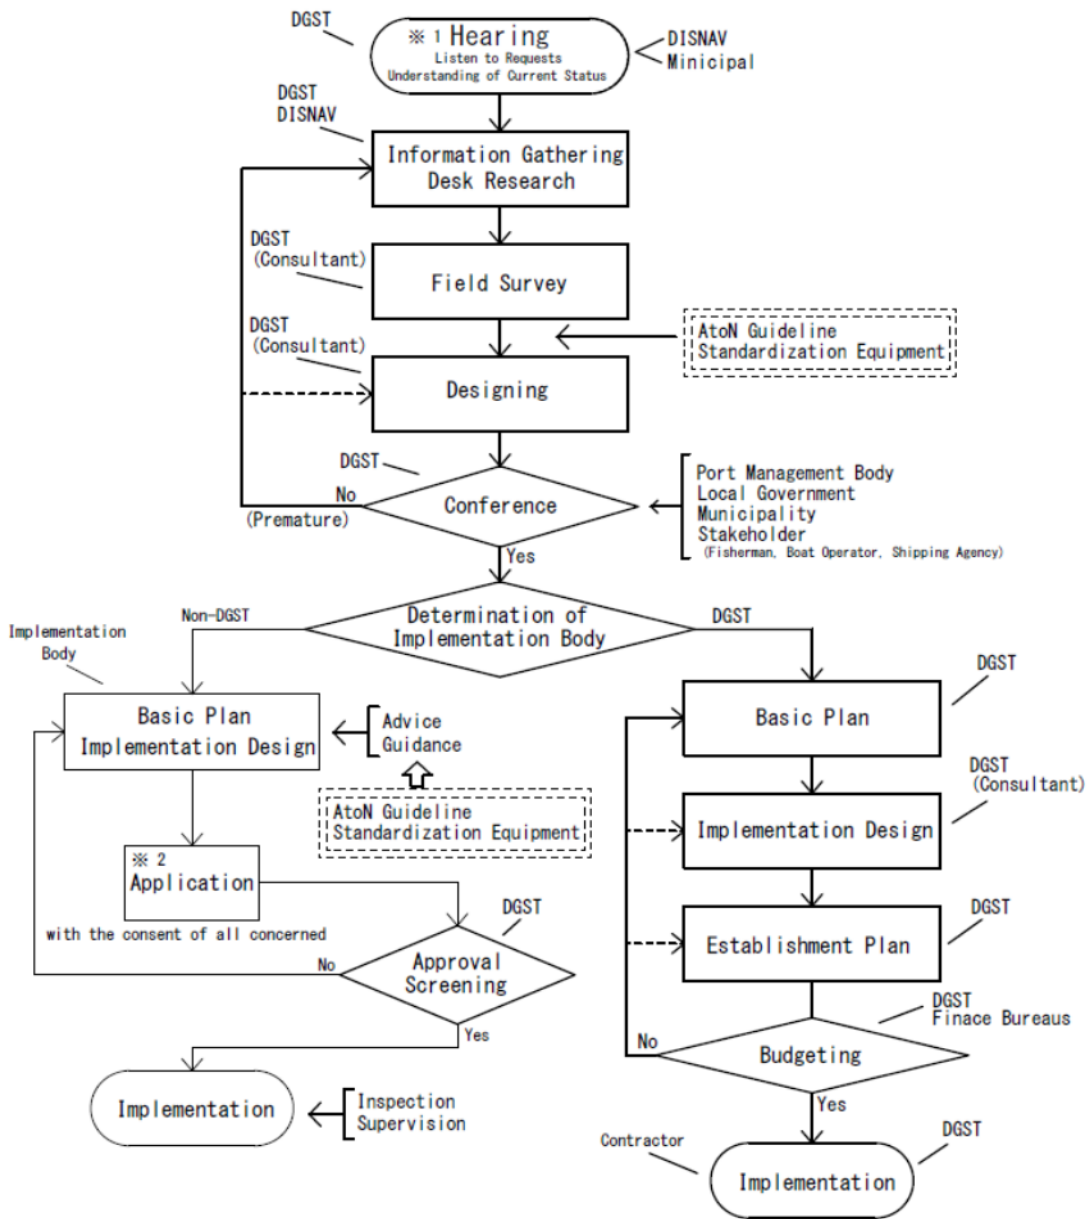 DGST
※ 1 Hearing
Listen to Requests
Understanding of Current Status
DISNAV
Minicipal
DGST
DISNAV
Information Gathering
Desk Research
DGST
(Consultant)
Field Survey
DGST
(Consultant)
AtoN Guideline
Standardization Equipment
Designing
DGST
Conference
No
(Premature)
Port Management Body
Local Government
Municipality
Stakeholder
(Fisherman, Boat Operator, Shipping Agency)
Yes
Non-DGST
Determination of
Implementation Body
DGST
Implementation
Body
Basic Plan
Implementation Design
Advice
Guidance
AtoN Guideline
Standardization Equipment
※ 2
Application
with the consent of all concerned
DGST
No
Approval
Screening
Yes
Implementation
Inspection
Supervision
DGST
Basic Plan
DGST
(Consultant)
Implementation Design
DGST
Establishment Plan
DGST
Finace Bureaus
No
Budgeting
Yes
Contractor
DGST
Implementation